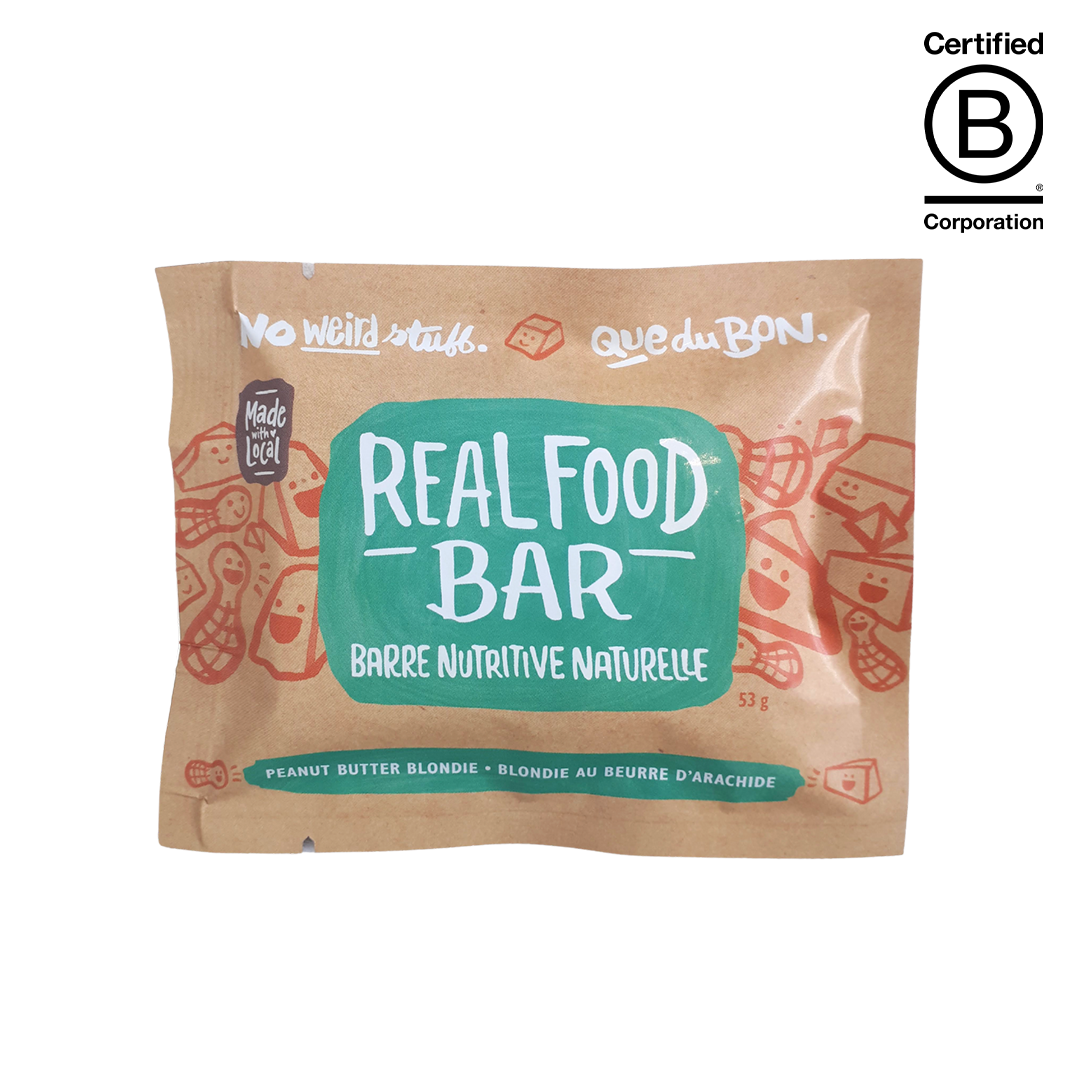 Certified
B
®
Corporation
No weird stuff.
Que du BON.
Made
with
Local
REAL FOOD
BAR
BARRE NUTRITIVE NATURELLE
53 g
PEANUT BUTTER BLONDIE • BLONDIE AU BEURRE D'ARACHIDE